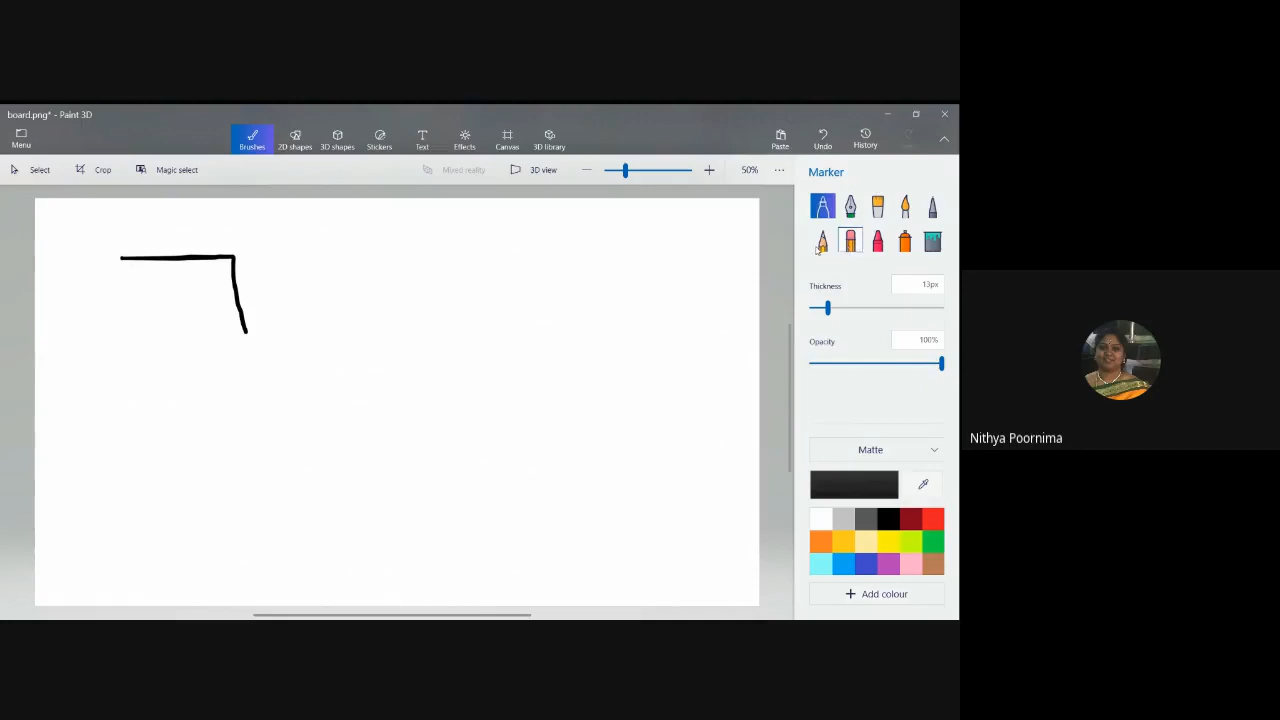 board.png* - Paint 3D
Menu
Brushes
2D shapes
3D shapes
Stickers
Text
Effects
Canvas
3D library
Paste
Undo
History
Select
Crop
Magic select
Mixed reality
3D view
50%
Marker
Thickness
13px
Opacity
100%
Matte
Add colour
Nithya Poornima